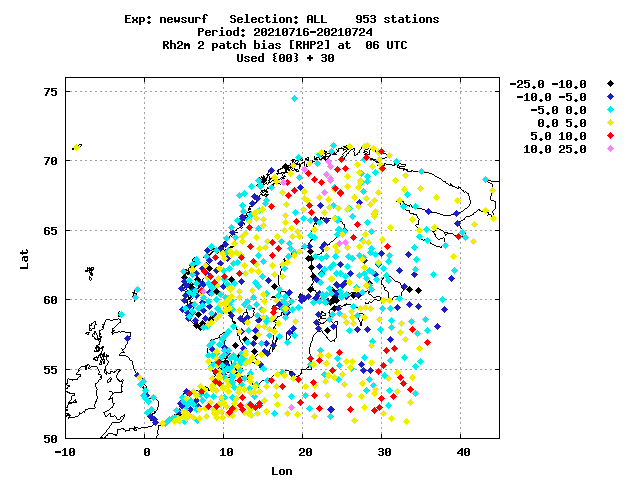 Exp: newsurf   Selection: ALL    953 stations
Period: 20210716-20210724
Rh2m 2 patch bias [RHP2] at  06 UTC
Used {00} + 30
-25.0 -10.0
-10.0 -5.0
-5.0 0.0
0.0 5.0
5.0 10.0
10.0 25.0
75
70
65
60
55
50
Lat
-10 0 10 20 30 40
Lon